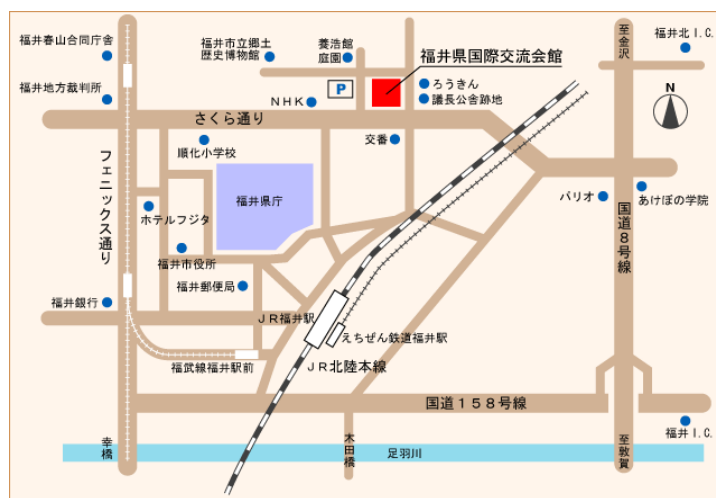 福井春山合同庁舎
福井市立郷土
歴史博物館
養浩館
庭園
福井県国際交流会館
至金沢
福井北I.C.
福井地方裁判所
NHK
P
ろうきん
議長公舎跡地
N
さくら通り
順化小学校
交番
フェニックス通り
福井県庁
バリオ
あけぼの学院
ホテルフジタ
国道8号線
福井市役所
福井郵便局
福井銀行
JR福井駅
えちぜん鉄道福井駅
福武線福井駅前
JR北陸本線
国道158号線
幸橋
木田橋
足羽川
至敦賀
福井I.C.